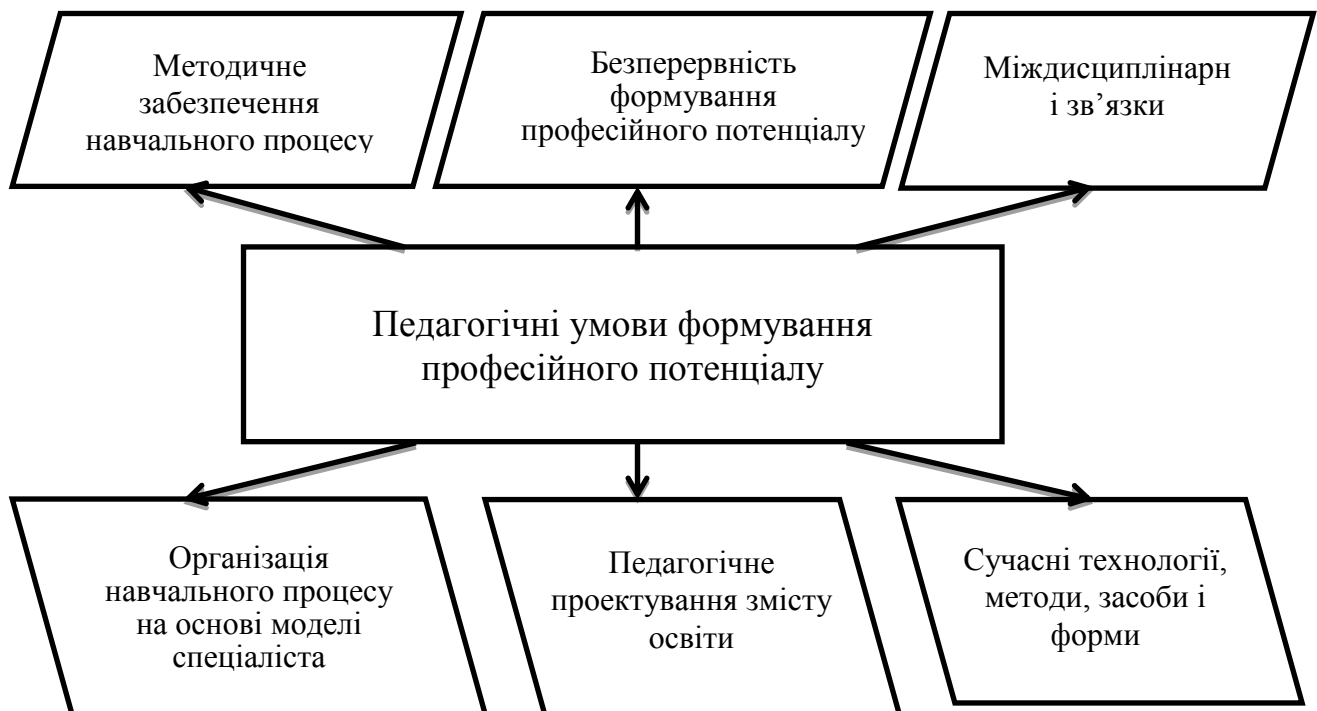 Методичне
забезпечення
навчального процесу
Безперервність
формування
професійного потенціалу
Міждисциплінарн
і зв’язки
Педагогічні умови формування
професійного потенціалу
Організація
навчального процесу
на основі моделі
спеціаліста
Педагогічне
проектування змісту
освіти
Сучасні технології,
методи, засоби і
форми